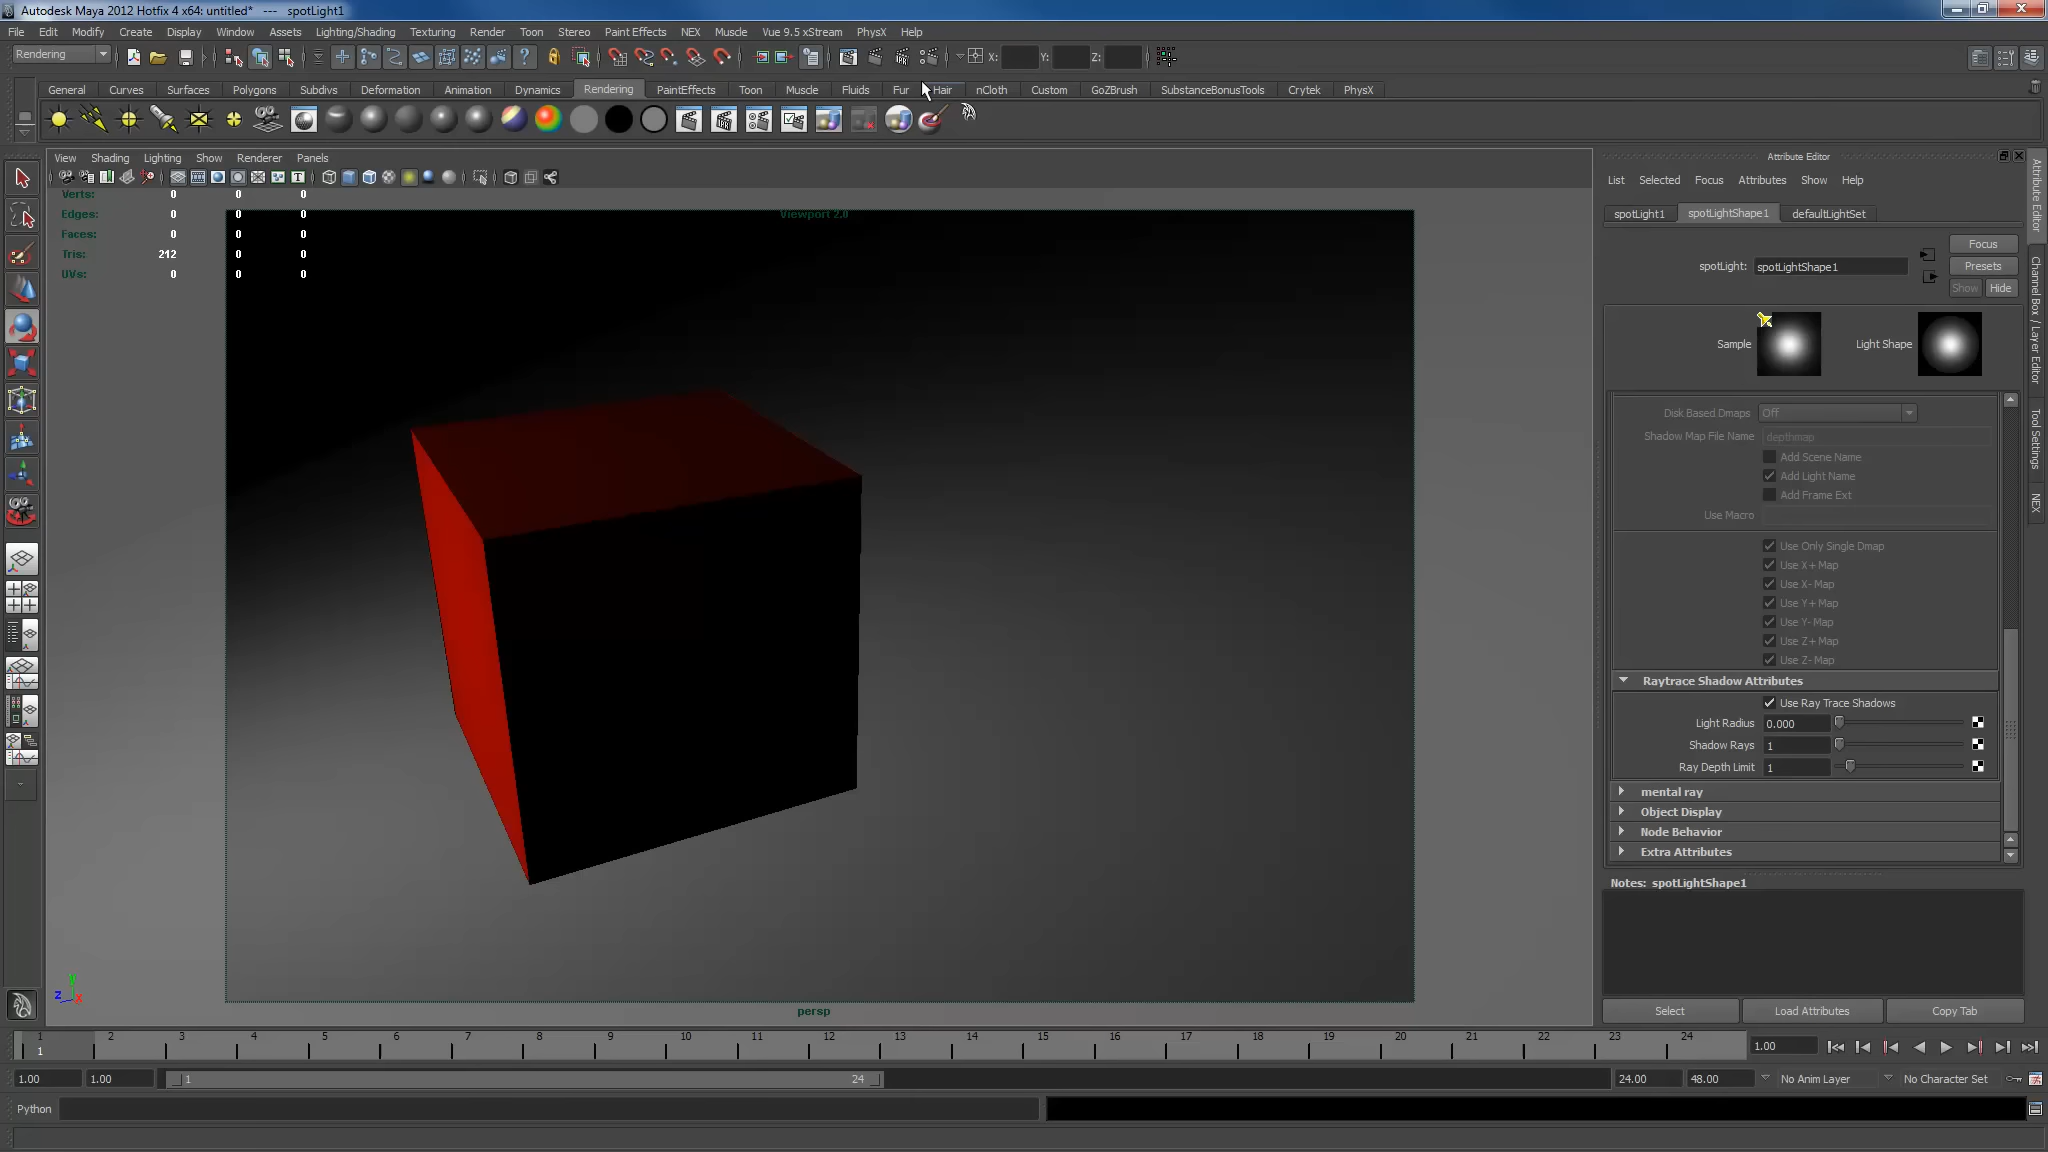 Autodesk Maya 2012 Hotfix 4 x64: untitled* --- spotLight1
File Edit Modify Create Display Window Assets Lighting/Shading Texturing Render Toon Stereo Paint Effects NEX Muscle Vue 9.5 xStream PhysX Help
Rendering X: Y: Z:
General Curves Surfaces Polygons Subdivs Deformation Animation Dynamics Rendering PaintEffects Toon Muscle Fluids Fur Hair nCloth Custom GoZBrush SubstanceBonusTools Crytek PhysX
View Shading Lighting Show Renderer Panels
Verts: 0 0 0
Edges: 0 0 0
Faces: 0 0 0
Tris: 212 0 0
UVs: 0 0 0
Viewport 2.0
persp
Attribute Editor
List Selected Focus Attributes Show Help
spotLight1 spotLightShape1 defaultLightSet
Focus
spotLight: spotLightShape1
Presets
Show Hide
Sample Light Shape
Disk Based Dmaps Off
Shadow Map File Name depthmap
Add Scene Name
Add Light Name
Add Frame Ext
Use Macro
Use Only Single Dmap
Use X+ Map
Use X- Map
Use Y+ Map
Use Y- Map
Use Z+ Map
Use Z- Map
Raytrace Shadow Attributes
Use Ray Trace Shadows
Light Radius 0.000
Shadow Rays 1
Ray Depth Limit 1
mental ray
Object Display
Node Behavior
Extra Attributes
Notes: spotLightShape1
Select Load Attributes Copy Tab
Attribute Editor
Channel Box / Layer Editor
Tool Settings
NEX
1 2 3 4 5 6 7 8 9 10 11 12 13 14 15 16 17 18 19 20 21 22 23 24
1 1.00
1.00 1.00 1 24 24.00 48.00 No Anim Layer No Character Set
Python